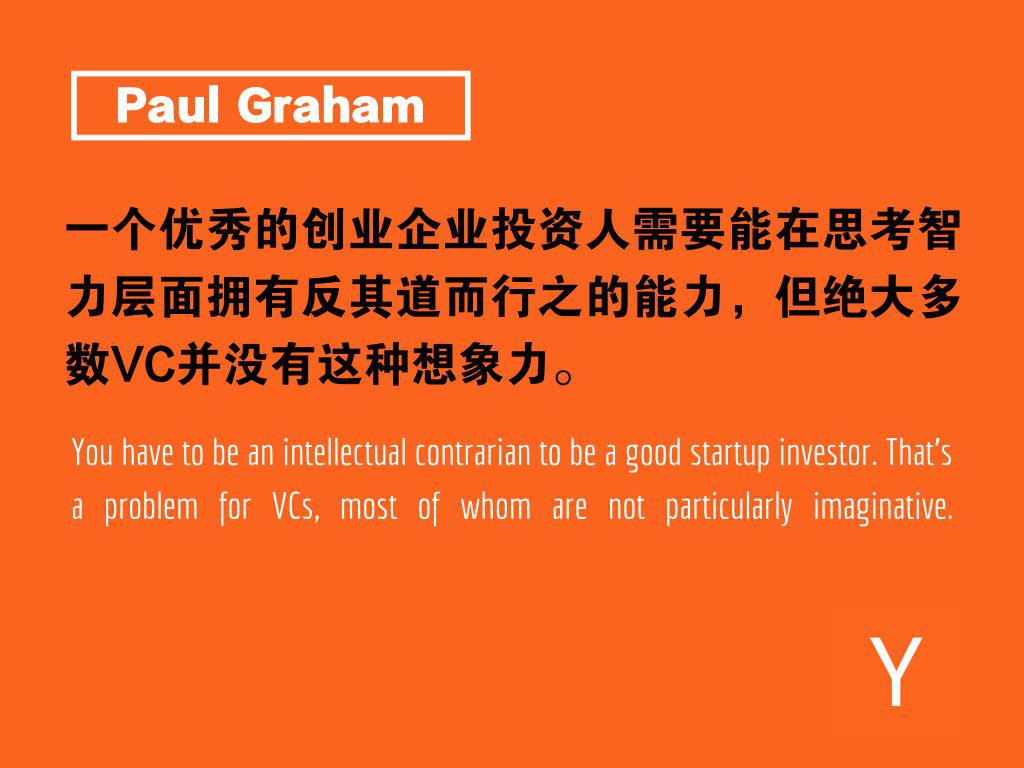 Paul Graham
一个优秀的创业企业投资人需要能在思考智
力层面拥有反其道而行之的能力，但绝大多
数VC并没有这种想象力。
You have to be an intellectual contrarian to be a good startup investor. That's
a problem for VCs, most of whom are not particularly imaginative.
Y